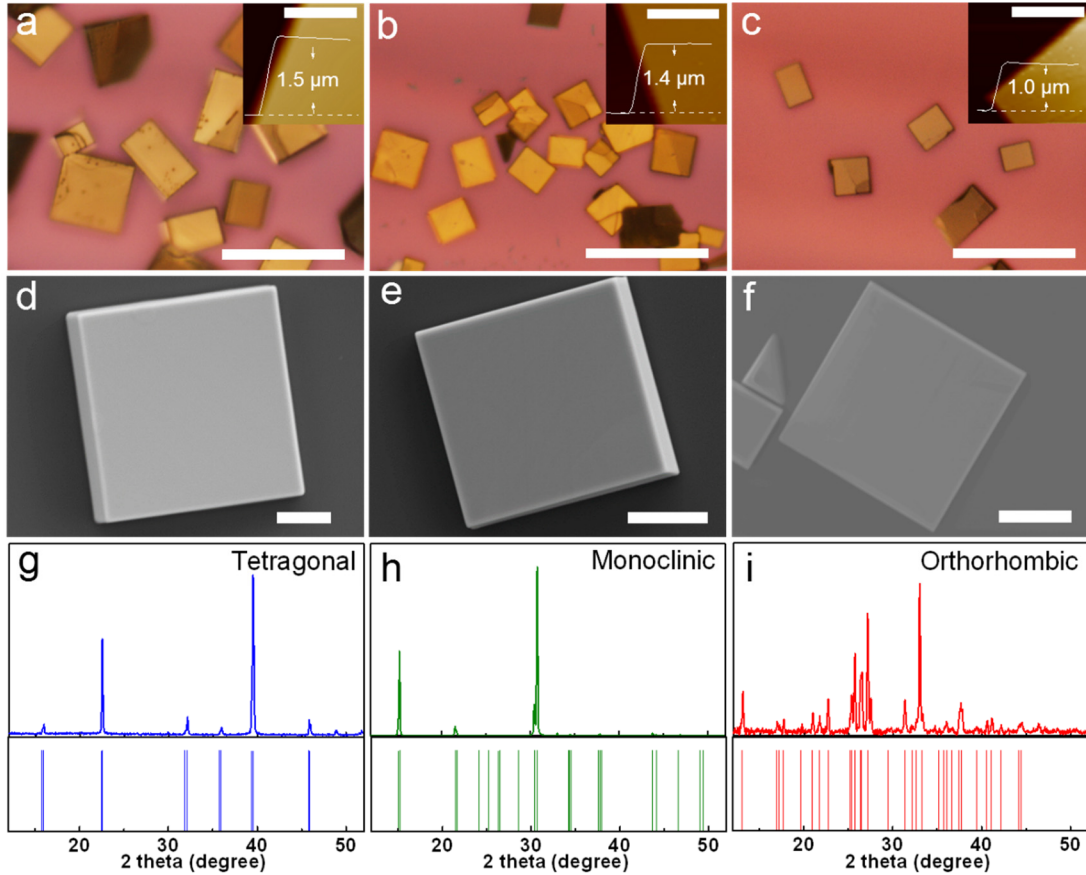 a
1.5 µm
b
1.4 µm
c
1.0 µm
d
e
f
g
Tetragonal
h
Monoclinic
i
Orthorhombic
20 30 40 50
2 theta (degree)
20 30 40 50
2 theta (degree)
20 30 40 50
2 theta (degree)